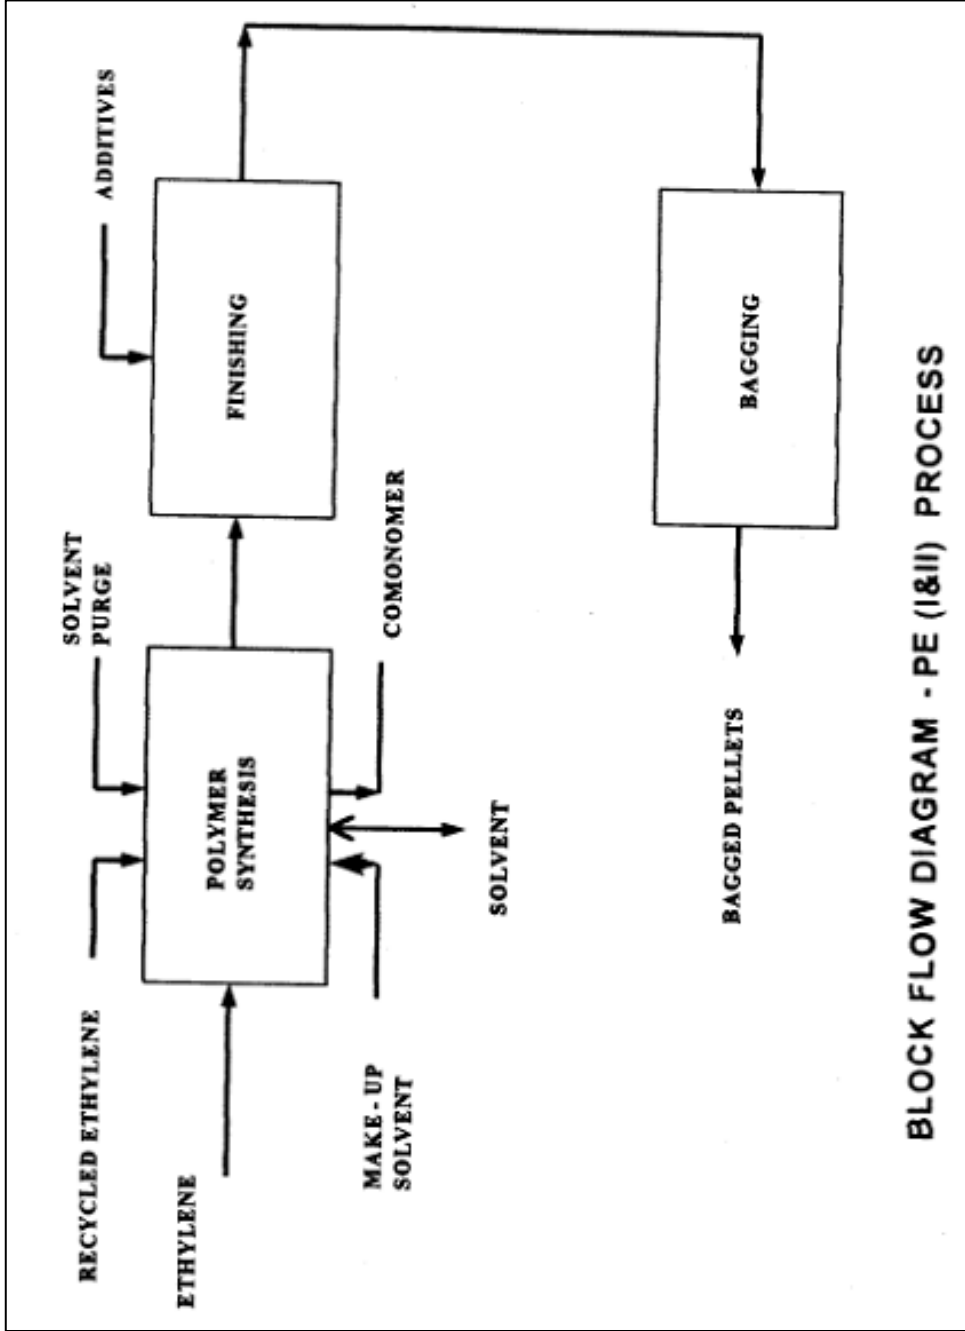 RECYCLED ETHYLENE
SOLVENT
PURGE
ADDITIVES
ETHYLENE
POLYMER
SYNTHESIS
FINISHING
MAKE - UP
SOLVENT
SOLVENT
COMONOMER
BAGGED PELLETS
BAGGING
BLOCK FLOW DIAGRAM - PE (I&II) PROCESS